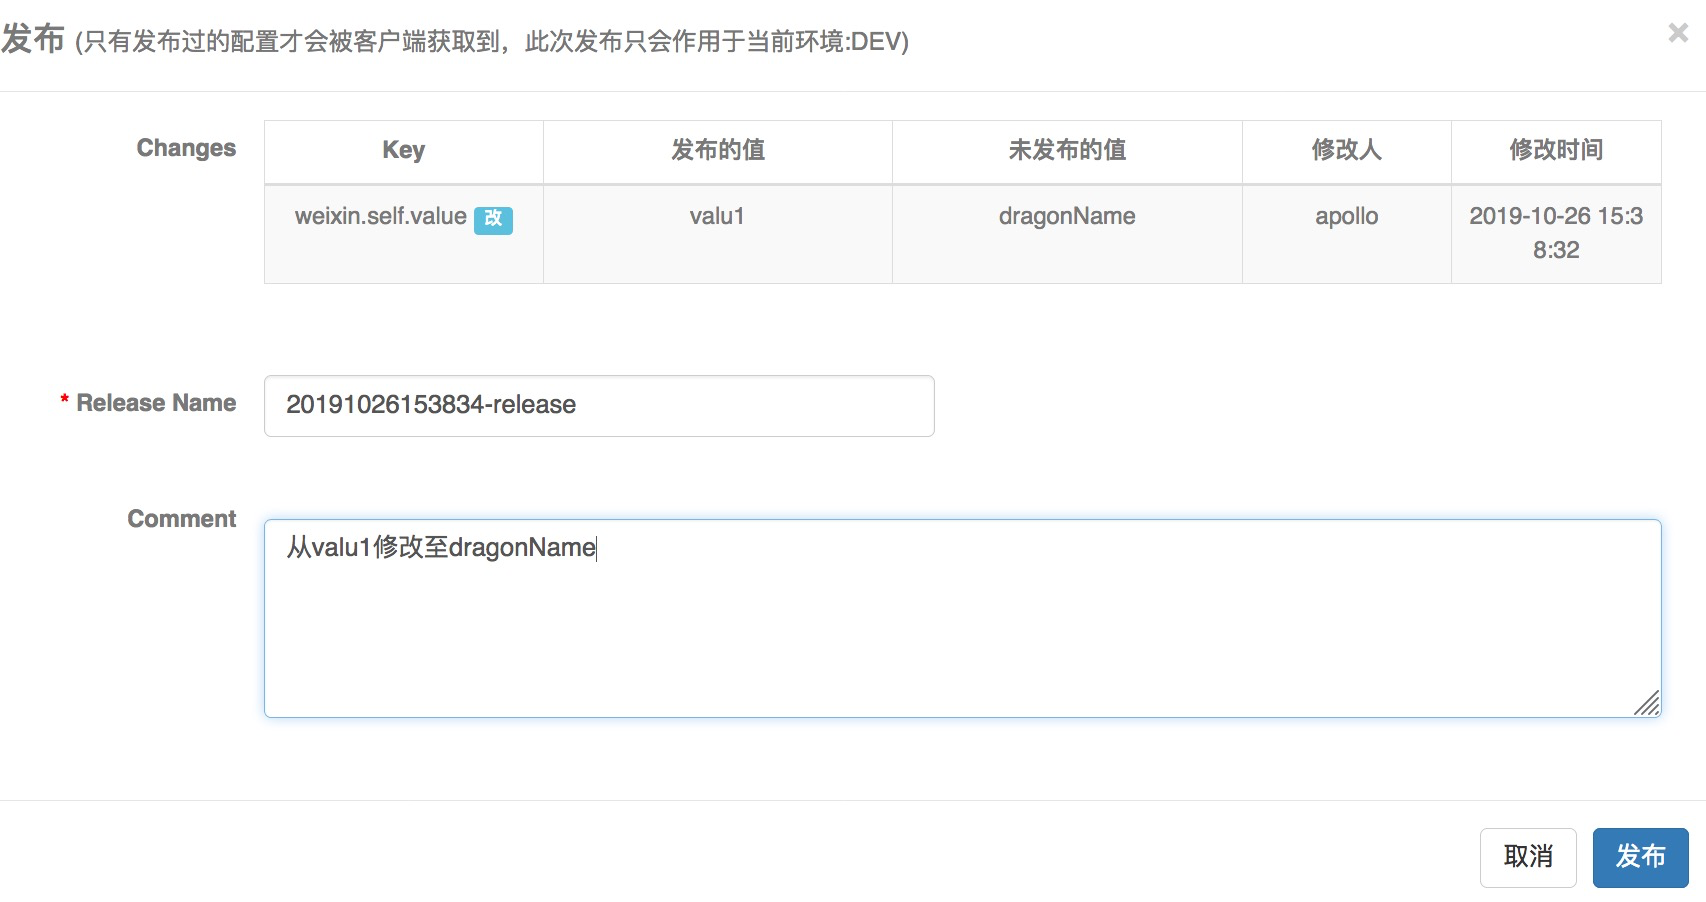 发布 (只有发布过的配置才会被客户端获取到，此次发布只会作用于当前环境:DEV)
×
Changes
Key 发布的值 未发布的值 修改人 修改时间
weixin.self.value 改 valu1 dragonName apollo 2019-10-26 15:3
8:32
* Release Name 20191026153834-release
Comment
从valu1修改至dragonName
取消 发布